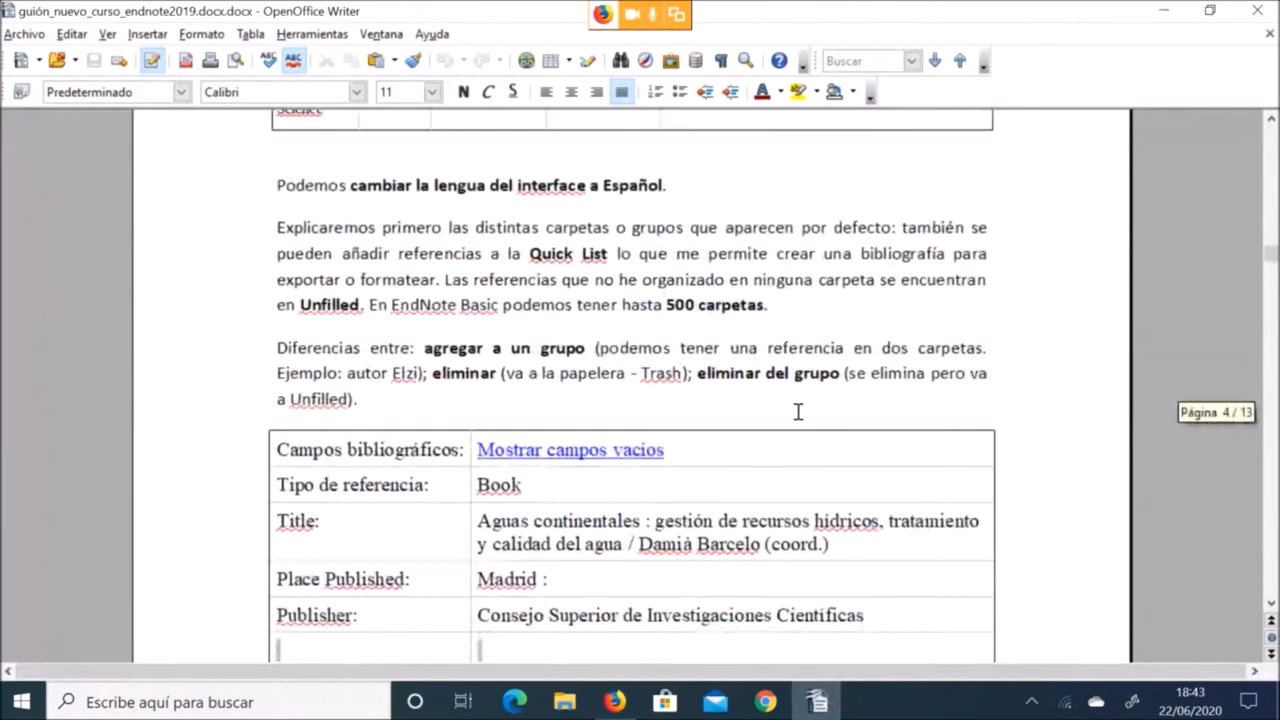 guión_nuevo_curso_endnote2019.docx.docx - OpenOffice Writer
Archivo Editar Ver Insertar Formato Tabla Herramientas Ventana Ayuda
Buscar
Predeterminado Calibri 11 N C S
Science
Podemos cambiar la lengua del interface a Español.
Explicaremos primero las distintas carpetas o grupos que aparecen por defecto: también se
pueden añadir referencias a la Quick List lo que me permite crear una bibliografía para
exportar o formatear. Las referencias que no he organizado en ninguna carpeta se encuentran
en Unfilled. En EndNote Basic podemos tener hasta 500 carpetas.
Diferencias entre: agregar a un grupo (podemos tener una referencia en dos carpetas.
Ejemplo: autor Elzi); eliminar (va a la papelera - Trash); eliminar del grupo (se elimina pero va
a Unfilled).
Página 4 / 13
Campos bibliográficos: Mostrar campos vacíos
Tipo de referencia: Book
Title: Aguas continentales : gestión de recursos hídricos, tratamiento
y calidad del agua / Damiá Barcelo (coord.)
Place Published: Madrid :
Publisher: Consejo Superior de Investigaciones Científicas
Escribe aquí para buscar
18:43
22/06/2020